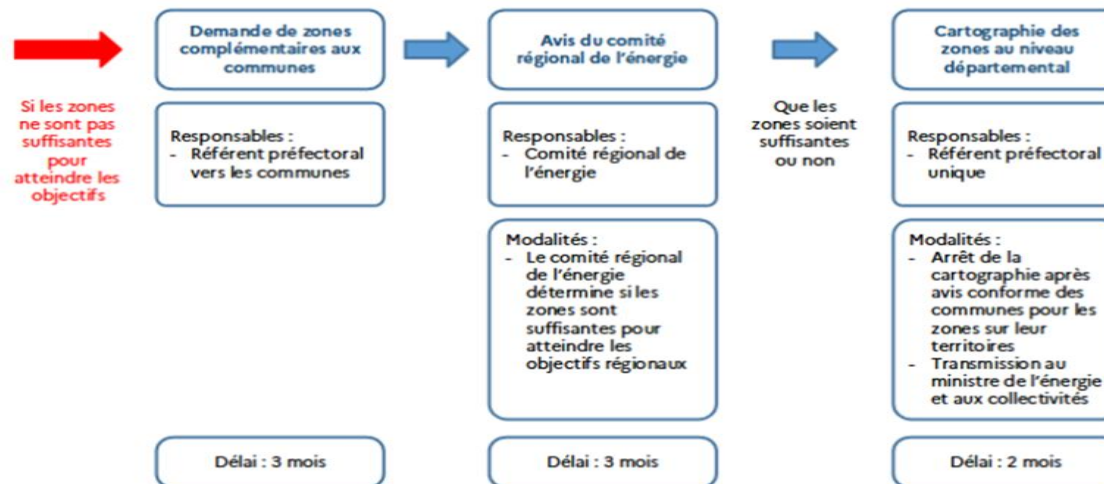 Si les zones
ne sont pas
suffisantes
pour
atteindre les
objectifs
Demande de zones
complémentaires aux
communes
Responsables :
- Référent préfectoral
vers les communes
Délai : 3 mois
Avis du comité
régional de l'énergie
Responsables :
- Comité régional de
l'énergie
Modalités :
- Le comité régional
de l'énergie
détermine si les
zones sont
suffisantes pour
atteindre les
objectifs régionaux
Délai : 3 mois
Que les
zones soient
suffisantes
ou non
Cartographie des
zones au niveau
départemental
Responsables :
- Référent préfectoral
unique
Modalités :
- Arrêt de la
cartographie après
avis conforme des
communes pour les
zones sur leur
territoires
- Transmission au
ministre de l'énergie
et aux collectivités
Délai : 2 mois